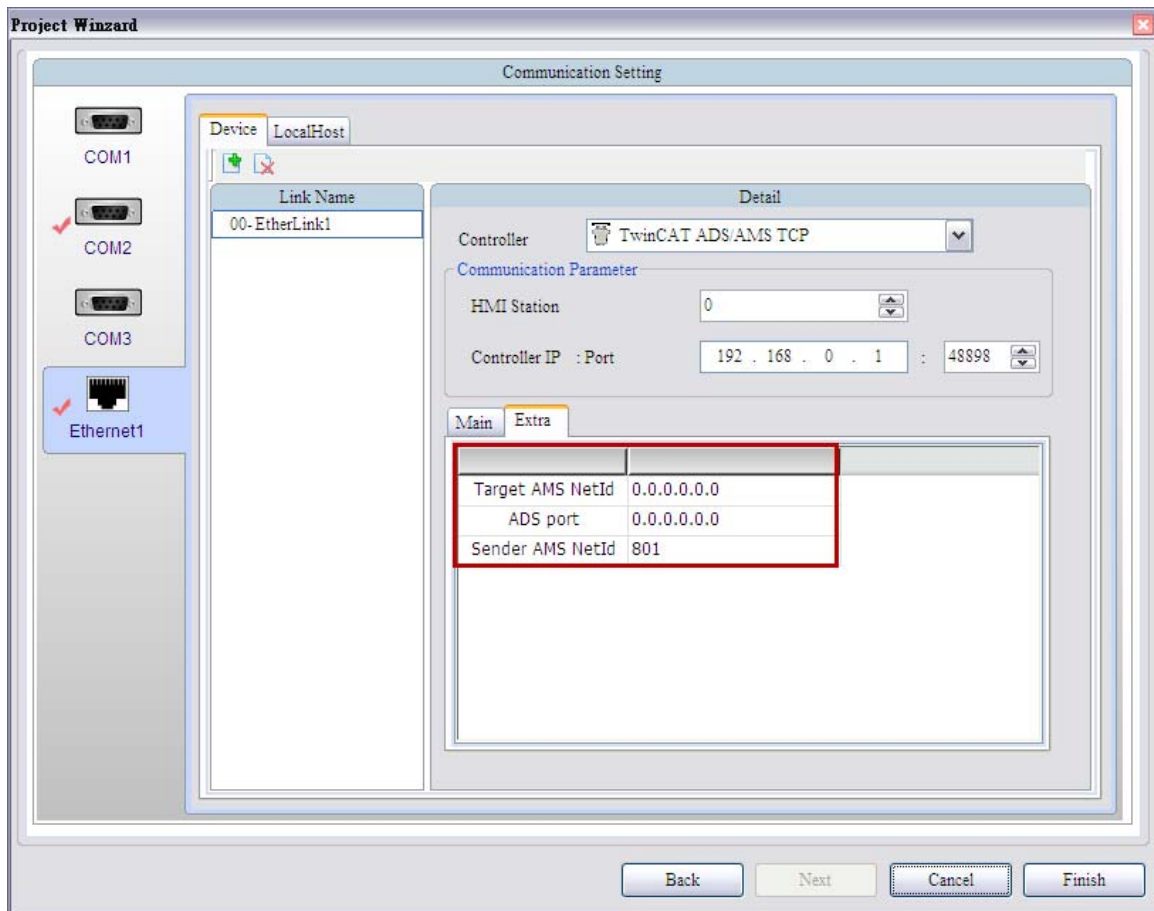 Project Winzard
Communication Setting
COM1
COM2
COM3
Ethernet1
Device LocalHost
Link Name
00-EtherLink1
Detail
Controller TwinCAT ADS/AMS TCP
Communication Parameter
HMI Station 0
Controller IP : Port 192 . 168 . 0 . 1 : 48898
Main Extra
Target AMS NetId 0.0.0.0.0.0
ADS port 0.0.0.0.0.0
Sender AMS NetId 801
Back Next Cancel Finish